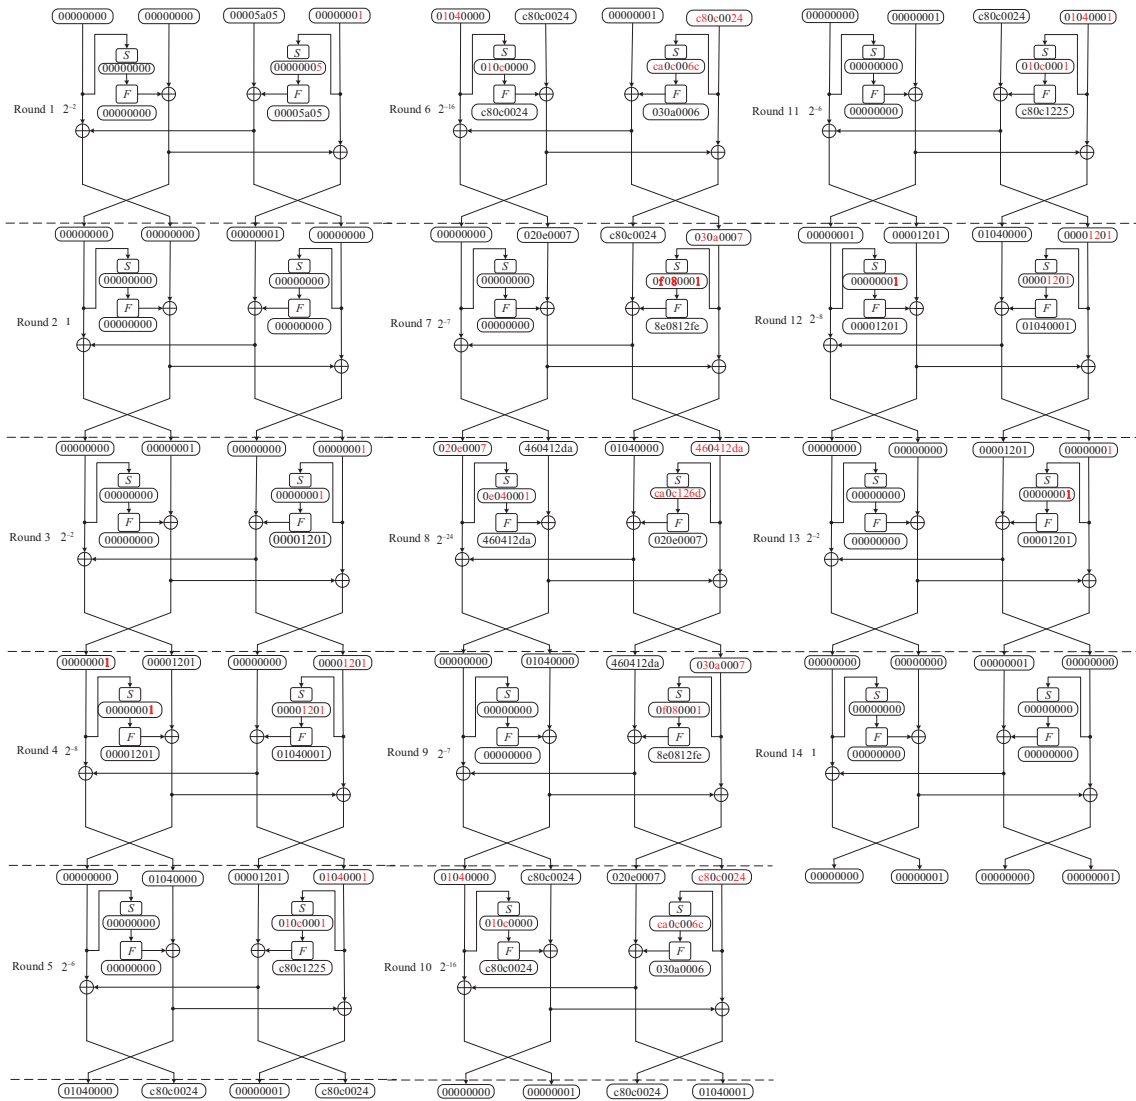 00000000 00000000 00005a05 00000001
S S
00000000 00000005
F F
Round 1 2⁻²
00000000 00005a05
00000000 00000000 00000001 00000000
S S
00000000 00000000
F F
Round 2 1
00000000 00000000
00000000 00000001 00000000 00000001
S S
00000000 00000001
F F
Round 3 2⁻²
00000000 00001201
00000001 00001201 00000000 00001201
S S
00000001 00001201
F F
Round 4 2⁻⁸
00001201 01040001
00000000 01040000 00001201 01040001
S S
00000000 010c0001
F F
Round 5 2⁻⁶
00000000 c80c1225
01040000 c80c0024 00000001 c80c0024
01040000 c80c0024 00000001 c80c0024
S S
010c0000 ca0c006c
F F
Round 6 2⁻¹⁶
c80c0024 030a0006
00000000 020e0007 c80c0024 030a0007
S S
00000000 0f080001
F F
Round 7 2⁻⁷
00000000 8e0812fe
020e0007 460412da 01040000 460412da
S S
0e040001 ca0c126d
F F
Round 8 2⁻²⁴
460412da 020e0007
00000000 01040000 460412da 030a0007
S S
00000000 0f080001
F F
Round 9 2⁻⁷
00000000 8e0812fe
01040000 c80c0024 020e0007 c80c0024
S S
010c0000 ca0c006c
F F
Round 10 2⁻¹⁶
c80c0024 030a0006
00000000 00000001 c80c0024 01040001
00000000 00000001 c80c0024 01040001
S S
00000000 010c0001
F F
Round 11 2⁻⁶
00000000 c80c1225
00000001 00001201 01040000 00001201
S S
00000001 00001201
F F
Round 12 2⁻⁸
00001201 01040001
00000000 00000000 00001201 00000001
S S
00000000 00000001
F F
Round 13 2⁻²
00000000 00001201
00000000 00000000 00000001 00000000
S S
00000000 00000000
F F
Round 14 1
00000000 00000000
00000000 00000001 00000000 00000001